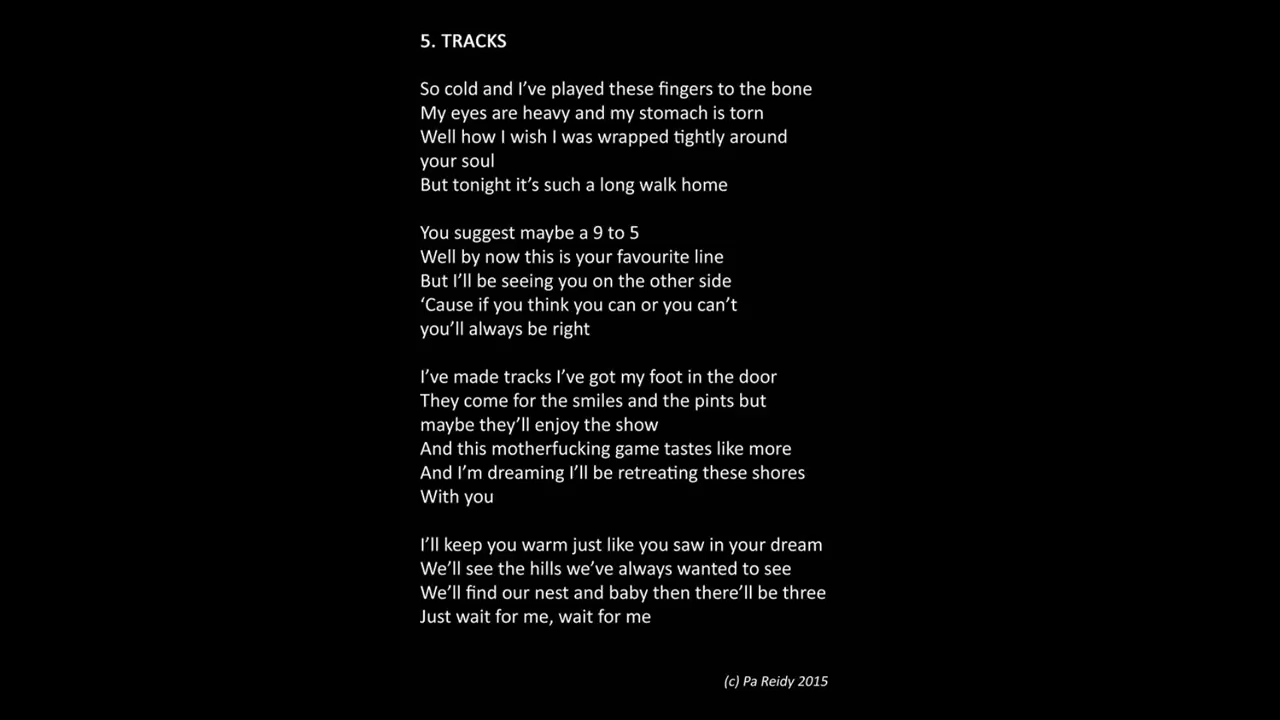 5. TRACKS
So cold and I’ve played these fingers to the bone
My eyes are heavy and my stomach is torn
Well how I wish I was wrapped tightly around
your soul
But tonight it’s such a long walk home
You suggest maybe a 9 to 5
Well by now this is your favourite line
But I’ll be seeing you on the other side
‘Cause if you think you can or you can’t
you’ll always be right
I’ve made tracks I’ve got my foot in the door
They come for the smiles and the pints but
maybe they’ll enjoy the show
And this motherfucking game tastes like more
And I’m dreaming I’ll be retreating these shores
With you
I’ll keep you warm just like you saw in your dream
We’ll see the hills we’ve always wanted to see
We’ll find our nest and baby then there’ll be three
Just wait for me, wait for me
(c) Pa Reidy 2015